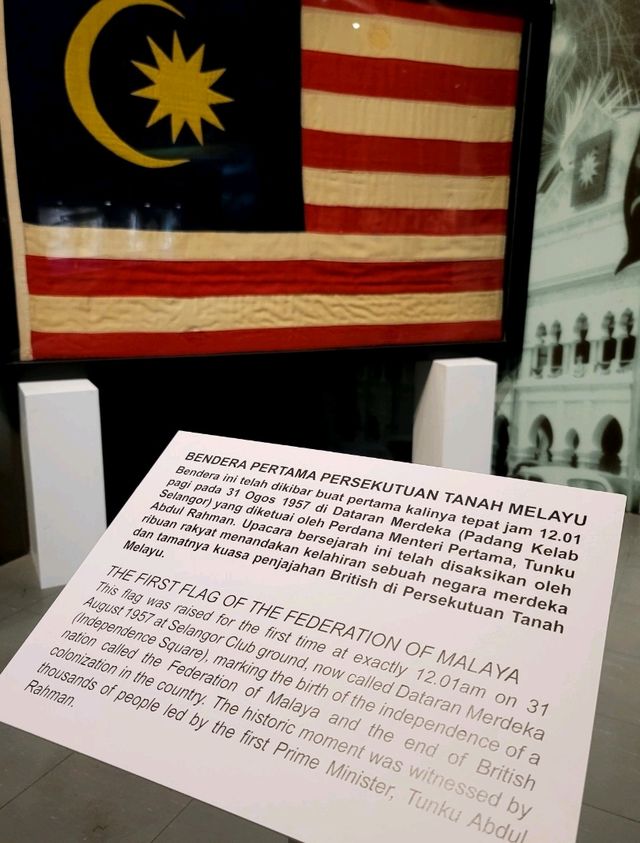 BENDERA PERTAMA PERSEKUTUAN TANAH MELAYU
Bendera ini telah dikibar buat pertama kalinya tepat jam 12.01
pagi pada 31 Ogos 1957 di Dataran Merdeka (Padang Kelab
Selangor) yang diketuai oleh Perdana Menteri Pertama, Tunku
Abdul Rahman. Upacara bersejarah ini telah disaksikan oleh
ribuan rakyat menandakan kelahiran sebuah negara merdeka
dan tamatnya kuasa penjajahan British di Persekutuan Tanah
Melayu.
THE FIRST FLAG OF THE FEDERATION OF MALAYA
This flag was raised for the first time at exactly 12.01am on 31
August 1957 at Selangor Club ground, now called Dataran Merdeka
(Independence Square), marking the birth of the independence of a
nation called the Federation of Malaya and the end of British
colonization in the country. The historic moment was witnessed by
thousands of people led by the first Prime Minister, Tunku Abdul
Rahman.